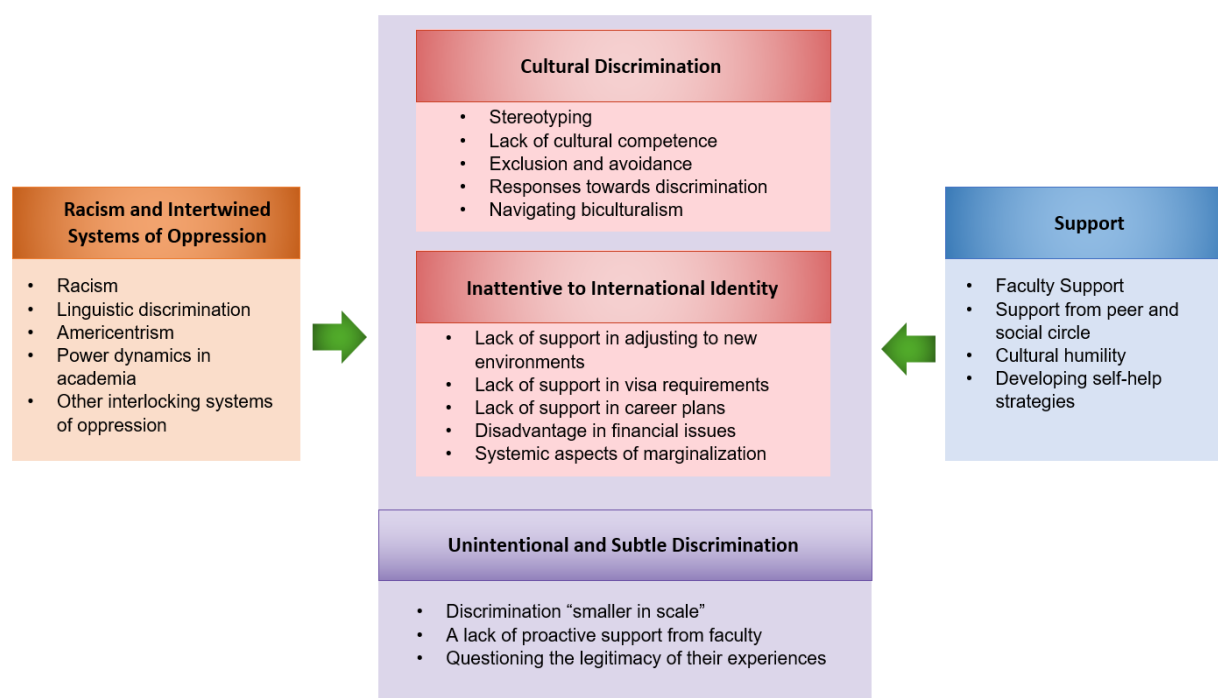 Racism and Intertwined
Systems of Oppression
• Racism
• Linguistic discrimination
• Americentrism
• Power dynamics in
academia
• Other interlocking systems
of oppression
Cultural Discrimination
• Stereotyping
• Lack of cultural competence
• Exclusion and avoidance
• Responses towards discrimination
• Navigating biculturalism
Inattentive to International Identity
• Lack of support in adjusting to new
environments
• Lack of support in visa requirements
• Lack of support in career plans
• Disadvantage in financial issues
• Systemic aspects of marginalization
Unintentional and Subtle Discrimination
• Discrimination “smaller in scale”
• A lack of proactive support from faculty
• Questioning the legitimacy of their experiences
Support
• Faculty Support
• Support from peer and
social circle
• Cultural humility
• Developing self-help
strategies